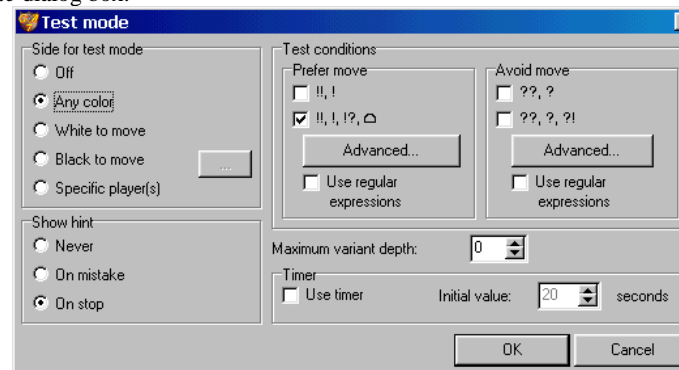 Test mode
Side for test mode
Off
Any color
White to move
Black to move
...
Specific player(s)
Show hint
Never
On mistake
On stop
Test conditions
Prefer move
!!, !
!!, !, !?, ⌓
Advanced...
Use regular
expressions
Avoid move
??, ?
??, ?, ?!
Advanced...
Use regular
expressions
Maximum variant depth: 0
Timer
Use timer
Initial value: 20 seconds
OK
Cancel